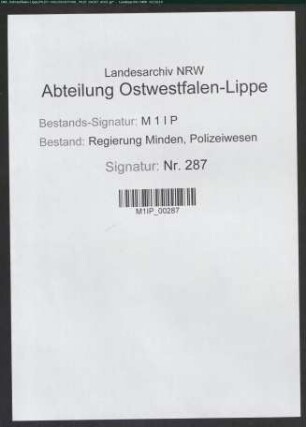 Landesarchiv NRW
Abteilung Ostwestfalen-Lippe
Bestands-Signatur: M 1 I P
Bestand: Regierung Minden, Polizeiwesen
Signatur: Nr. 287
M1IP_00287